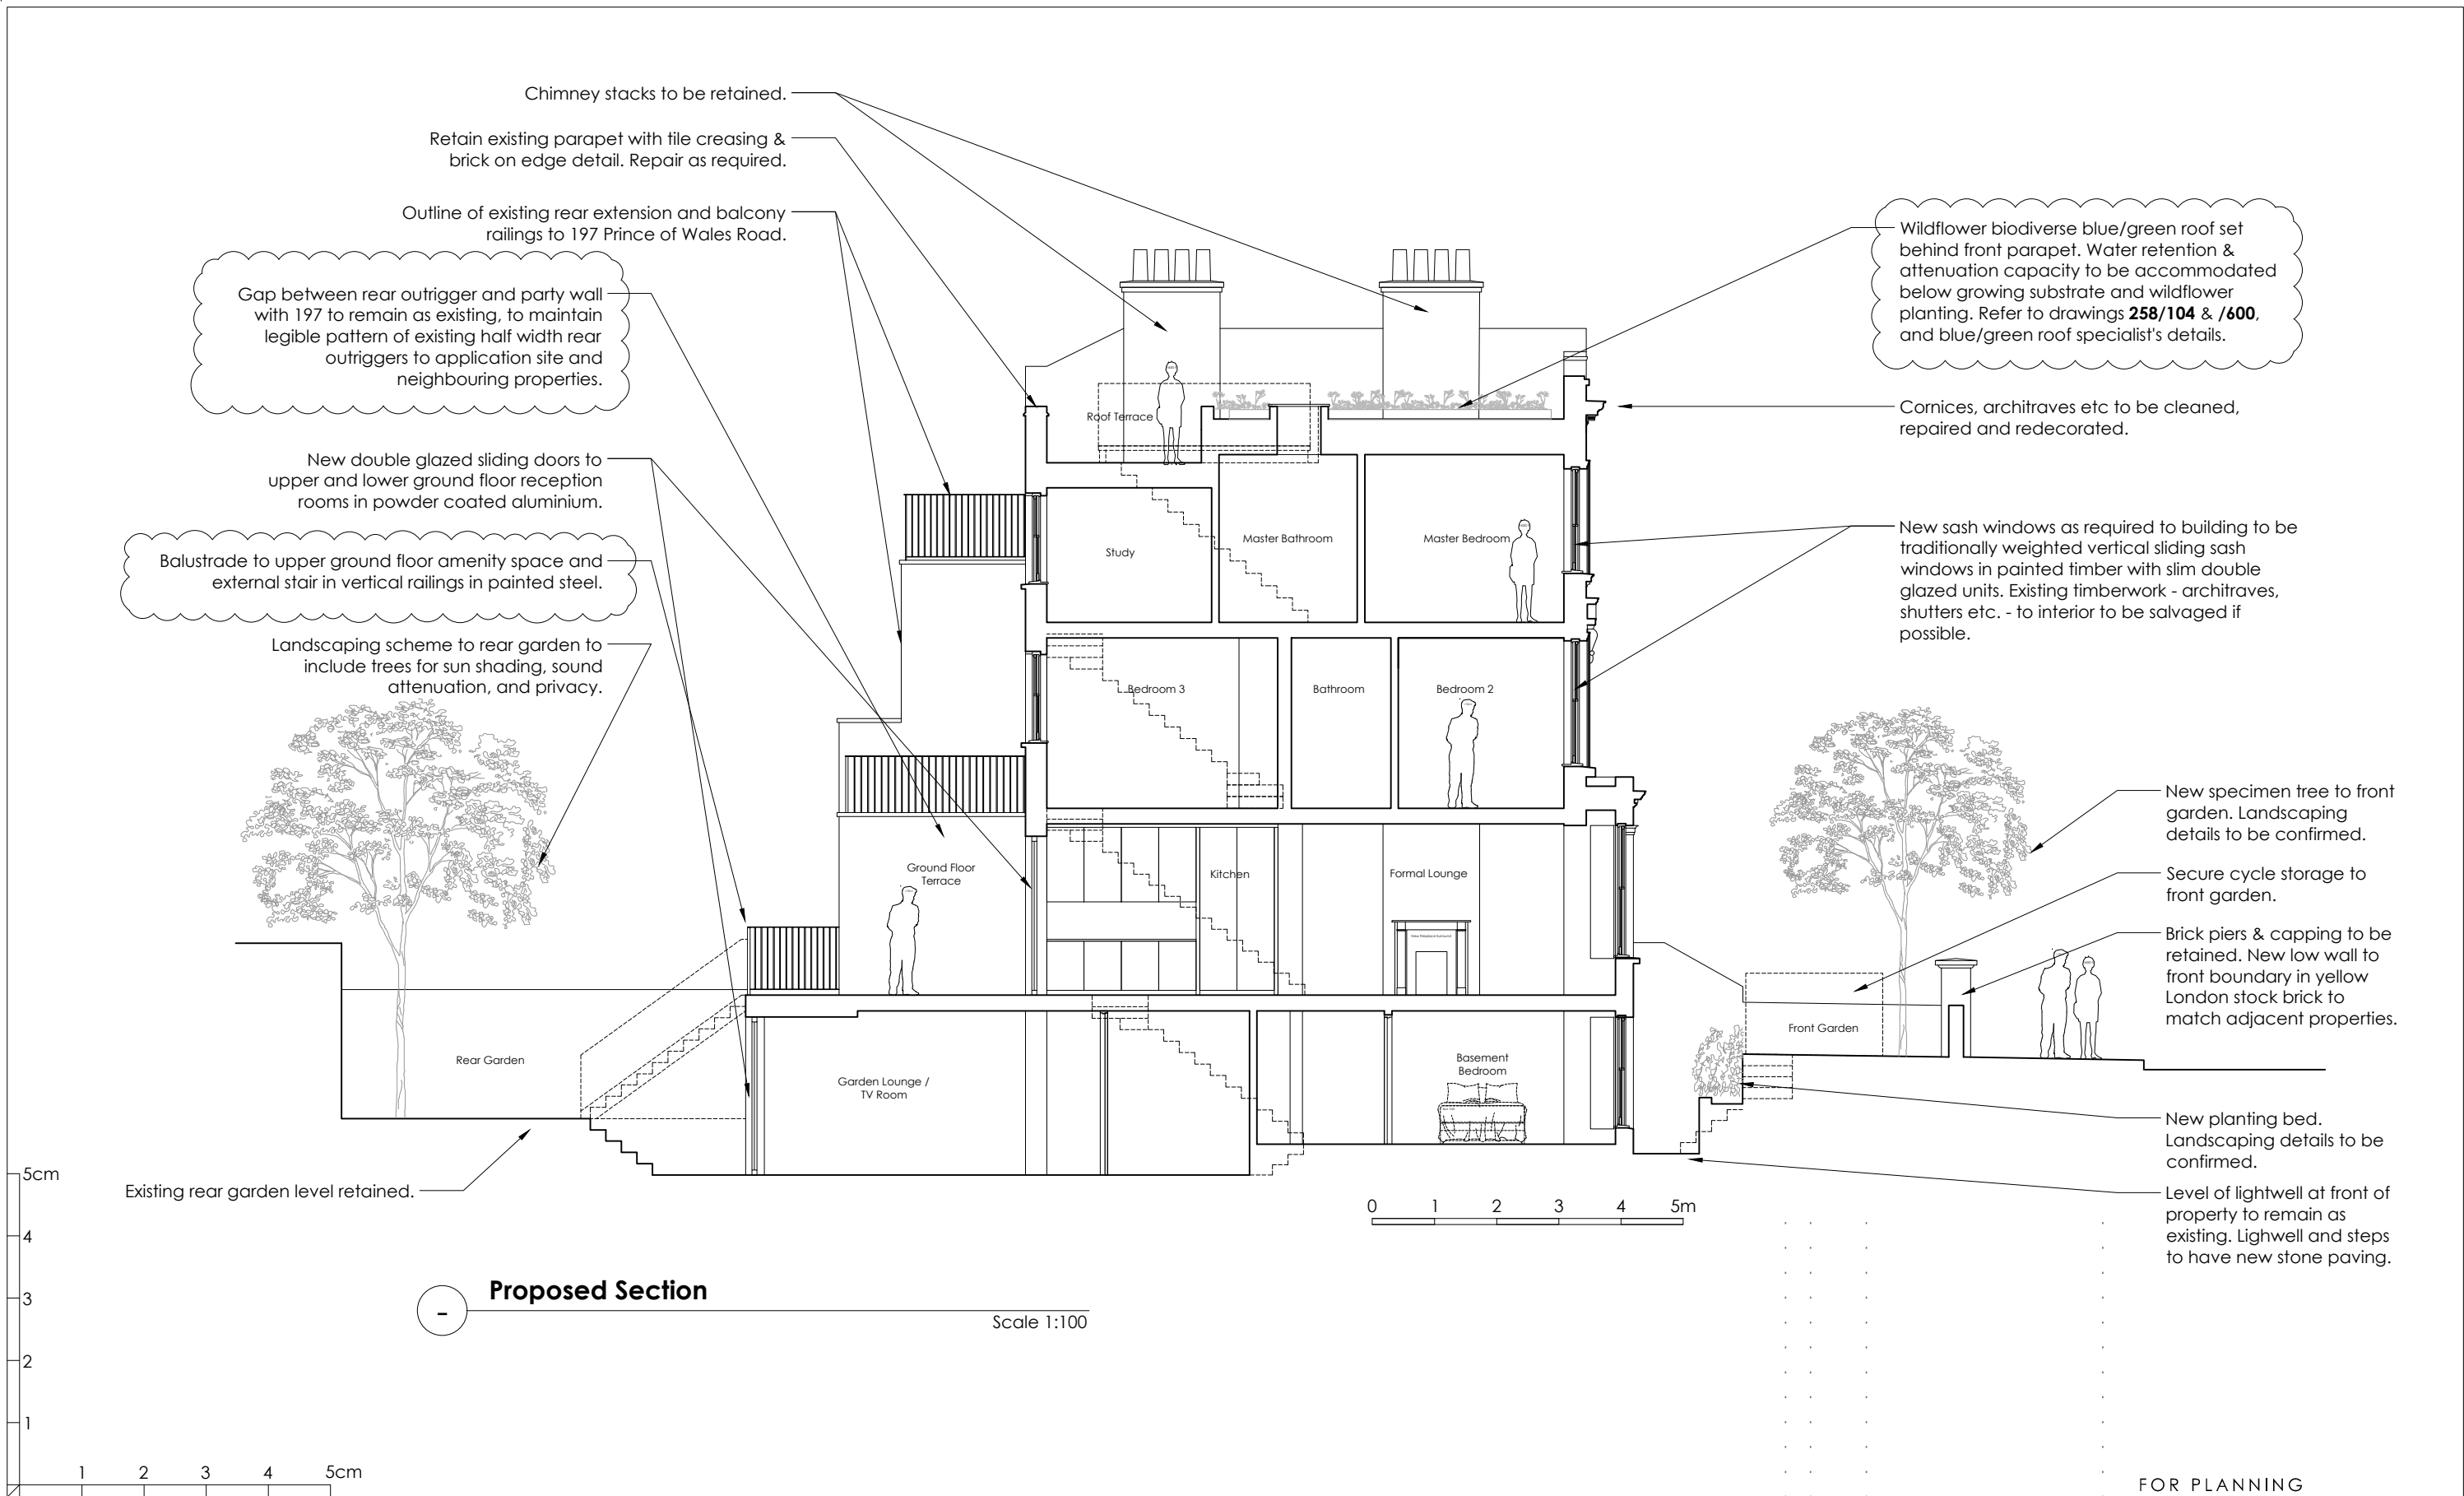 Chimney stacks to be retained.
Retain existing parapet with tile creasing &
brick on edge detail. Repair as required.
Outline of existing rear extension and balcony
railings to 197 Prince of Wales Road.
Gap between rear outrigger and party wall
with 197 to remain as existing, to maintain
legible pattern of existing half width rear
outriggers to application site and
neighbouring properties.
New double glazed sliding doors to
upper and lower ground floor reception
rooms in powder coated aluminium.
Balustrade to upper ground floor amenity space and
external stair in vertical railings in painted steel.
Landscaping scheme to rear garden to
include trees for sun shading, sound
attenuation, and privacy.
Existing rear garden level retained.
Wildflower biodiverse blue/green roof set
behind front parapet. Water retention &
attenuation capacity to be accommodated
below growing substrate and wildflower
planting. Refer to drawings 258/104 & /600,
and blue/green roof specialist's details.
Cornices, architraves etc to be cleaned,
repaired and redecorated.
New sash windows as required to building to be
traditionally weighted vertical sliding sash
windows in painted timber with slim double
glazed units. Existing timberwork - architraves,
shutters etc. - to interior to be salvaged if
possible.
New specimen tree to front
garden. Landscaping
details to be confirmed.
Secure cycle storage to
front garden.
Brick piers & capping to be
retained. New low wall to
front boundary in yellow
London stock brick to
match adjacent properties.
New planting bed.
Landscaping details to be
confirmed.
Level of lightwell at front of
property to remain as
existing. Lighwell and steps
to have new stone paving.
Roof Terrace
Study
Master Bathroom
Master Bedroom
Bedroom 3
Bathroom
Bedroom 2
Ground Floor
Terrace
Kitchen
Formal Lounge
Rear Garden
Garden Lounge /
TV Room
Basement
Bedroom
Front Garden
0 1 2 3 4 5m
- Proposed Section
Scale 1:100
5cm
4
3
2
1
1 2 3 4 5cm
FOR PLANNING